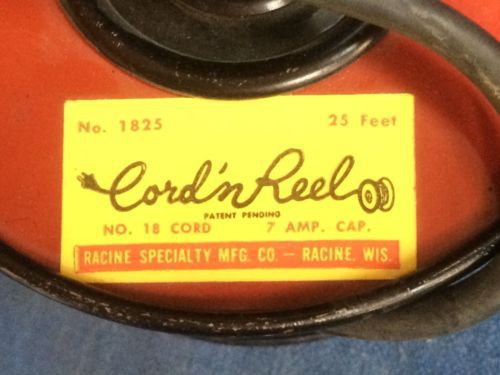 No. 1825 25 Feet
Cord'n Reel
PATENT PENDING
NO. 18 CORD 7 AMP. CAP.
RACINE SPECIALTY MFG. CO. — RACINE, WIS.